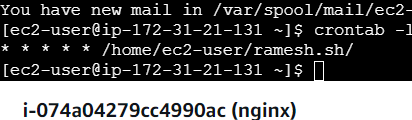 You have new mail in /var/spool/mail/ec2-
[ec2-user@ip-172-31-21-131 ~]$ crontab -l
* * * * * /home/ec2-user/ramesh.sh/
[ec2-user@ip-172-31-21-131 ~]$
i-074a04279cc4990ac (nginx)